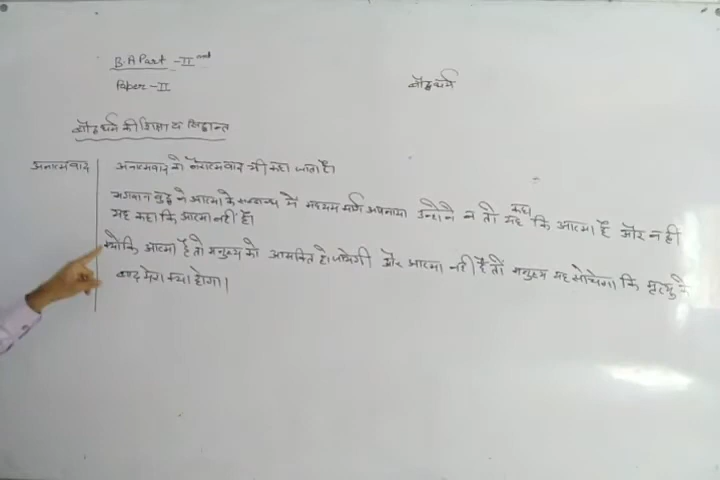 B.A Part - II nd
Paper - II
बौद्धधर्म
बौद्धधर्म की शिक्षा व सिद्धान्त
अनात्मवाद
अनात्मवाद को नैरात्मवाद भी कहा जाता है।
भगवान बुद्ध ने आत्मा के सम्बन्ध में मध्यम मार्ग अपनाया उन्होने न तो यह कहा कि आत्मा है और न ही
यह कहा कि आत्मा नहीं है।
क्योकि आत्मा है तो मनुष्य को आसक्ति हो जायेगी और आत्मा नहीं है तो मनुष्य यह सोचेगा कि मृत्यु के
बाद मेरा क्या होगा।